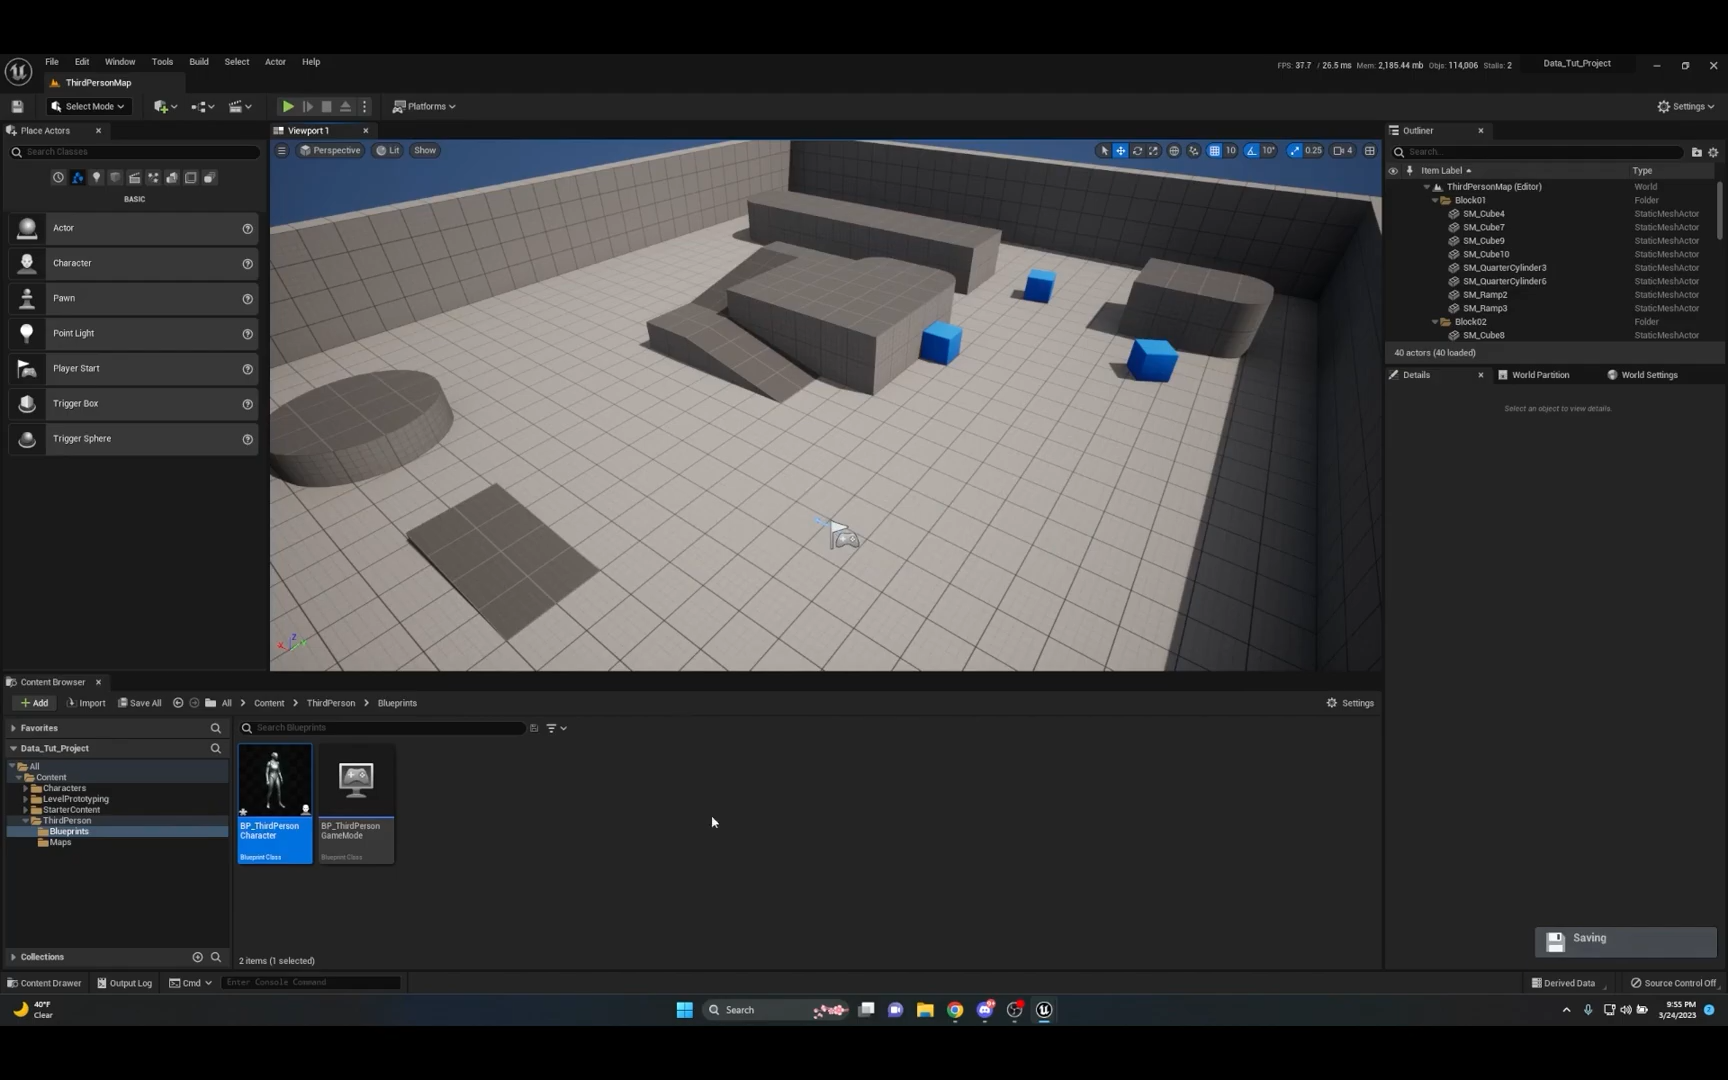 File Edit Window Tools Build Select Actor Help
FPS: 37.7 / 26.5 ms Mem: 2,185.44 mb Objs: 114,006 Stalls: 2
Data_Tut_Project
ThirdPersonMap
Select Mode
Platforms
Settings
Place Actors
Search Classes
BASIC
Actor
Character
Pawn
Point Light
Player Start
Trigger Box
Trigger Sphere
Viewport 1
Perspective Lit Show
10 10° 0.25 4
X Z
Outliner
Search...
Item Label Type
ThirdPersonMap (Editor) World
Block01 Folder
SM_Cube4 StaticMeshActor
SM_Cube7 StaticMeshActor
SM_Cube9 StaticMeshActor
SM_Cube10 StaticMeshActor
SM_QuarterCylinder3 StaticMeshActor
SM_QuarterCylinder6 StaticMeshActor
SM_Ramp2 StaticMeshActor
SM_Ramp3 StaticMeshActor
Block02 Folder
SM_Cube8 StaticMeshActor
40 actors (40 loaded)
Details World Partition World Settings
Select an object to view details.
Content Browser
Add Import Save All All Content ThirdPerson Blueprints
Settings
Favorites
Data_Tut_Project
All
Content
Characters
LevelPrototyping
StarterContent
ThirdPerson
Blueprints
Maps
Collections
Search Blueprints
BP_ThirdPerson
Character
Blueprint Class
BP_ThirdPerson
GameMode
Blueprint Class
2 items (1 selected)
Saving
Content Drawer Output Log Cmd Enter Console Command
Derived Data Source Control Off
40°F
Clear
Search
9:55 PM
3/24/2023
2